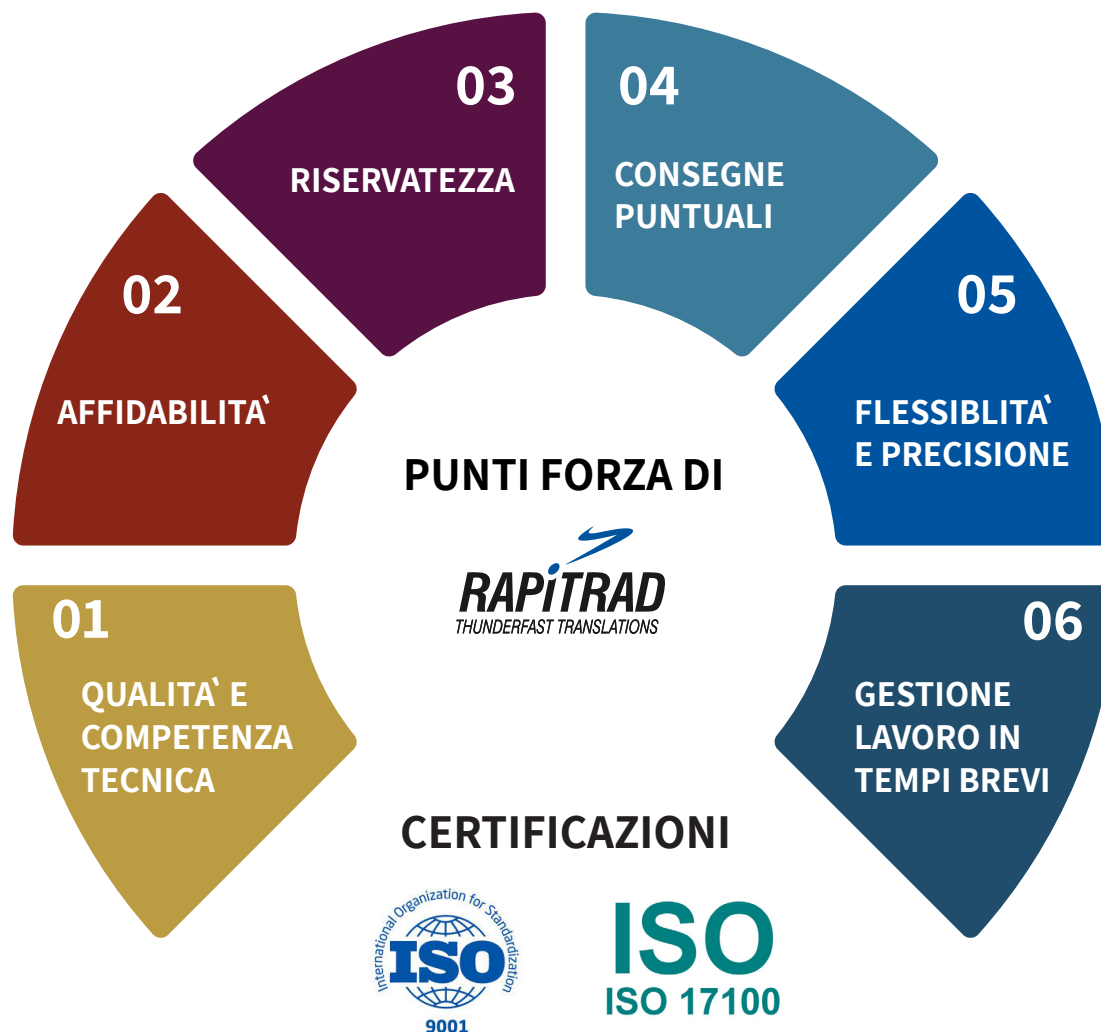 03
RISERVATEZZA
04
CONSEGNE
PUNTUALI
02
AFFIDABILITA`
05
FLESSIBLITA`
E PRECISIONE
PUNTI FORZA DI
RAPiTRAD
THUNDERFAST TRANSLATIONS
01
QUALITA` E
COMPETENZA
TECNICA
06
GESTIONE
LAVORO IN
TEMPI BREVI
CERTIFICAZIONI
International Organization for Standardization
ISO
9001
ISO
ISO 17100